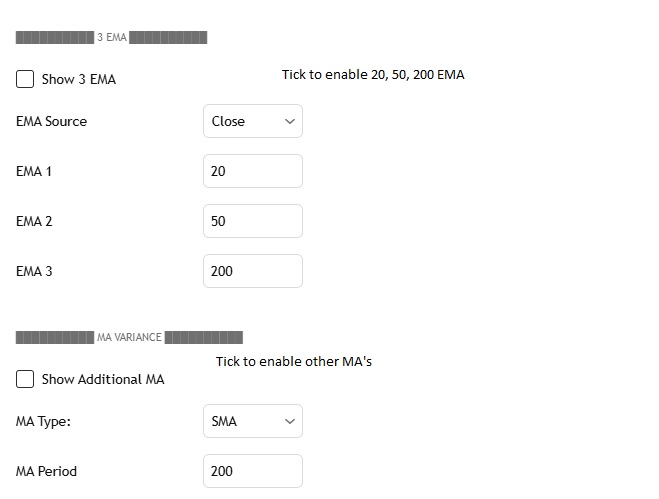 ██████████ 3 EMA ██████████
Show 3 EMA
Tick to enable 20, 50, 200 EMA
EMA Source
Close
EMA 1
20
EMA 2
50
EMA 3
200
██████████ MA VARIANCE ██████████
Tick to enable other MA's
Show Additional MA
MA Type:
SMA
MA Period
200